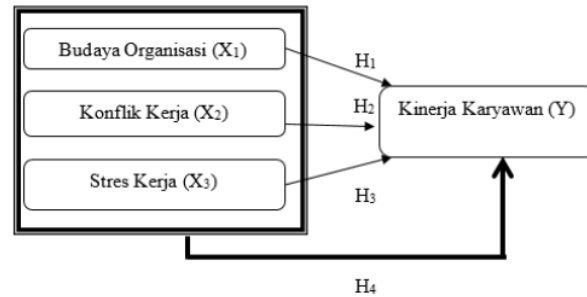 Budaya Organisasi (X₁)
H₁
Konflik Kerja (X₂)
H₂
Kinerja Karyawan (Y)
Stres Kerja (X₃)
H₃
H₄